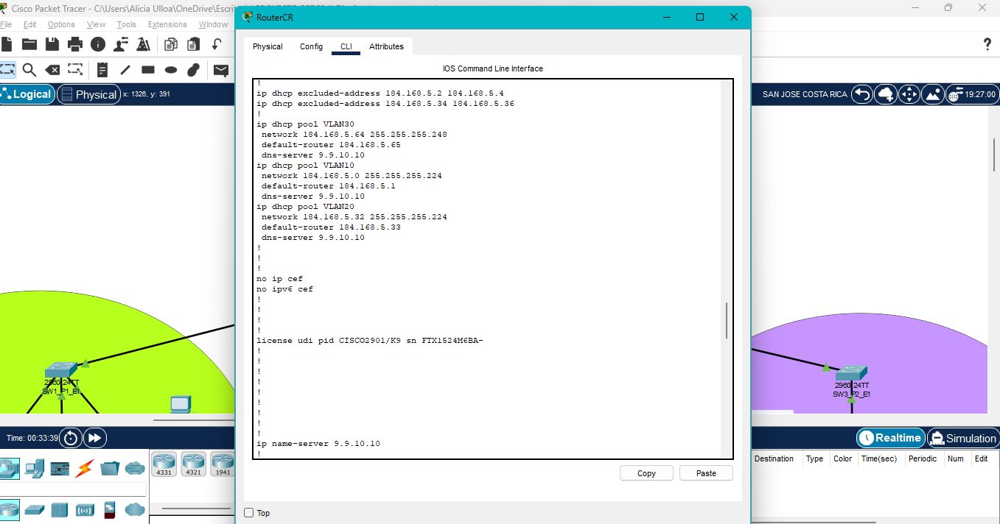 Cisco Packet Tracer - C:\Users\Alicia Ulloa\OneDrive\Escrit
File Edit Options View Tools Extensions Window
RouterCR
Physical Config CLI Attributes
IOS Command Line Interface
!
ip dhcp excluded-address 184.168.5.2 184.168.5.4
ip dhcp excluded-address 184.168.5.34 184.168.5.36
!
ip dhcp pool VLAN30
network 184.168.5.64 255.255.255.248
default-router 184.168.5.65
dns-server 9.9.10.10
ip dhcp pool VLAN10
network 184.168.5.0 255.255.255.224
default-router 184.168.5.1
dns-server 9.9.10.10
ip dhcp pool VLAN20
network 184.168.5.32 255.255.255.224
default-router 184.168.5.33
dns-server 9.9.10.10
!
!
!
no ip cef
no ipv6 cef
!
!
!
!
license udi pid CISCO2901/K9 sn FTX1524M6BA-
!
!
!
!
!
!
!
!
!
ip name-server 9.9.10.10
!
Copy Paste
Top
Logical Physical x: 1326, y: 391
SAN JOSE COSTA RICA 19:27:00
2960-24TT
SW1_P1_E1
2960-24TT
SW3_P2_E1
Time: 00:33:39
Realtime Simulation
4331 4321 1941
Destination Type Color Time(sec) Periodic Num Edit